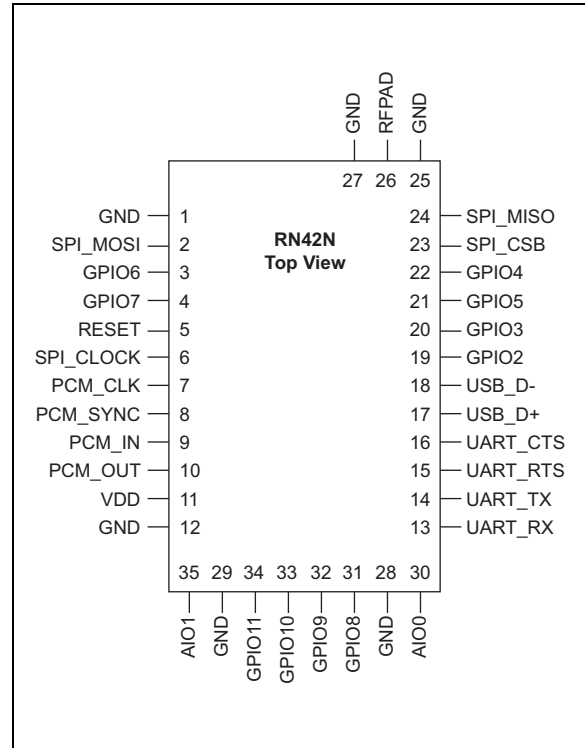 GND RFPAD GND
27 26 25
RN42N
Top View
GND 1
SPI_MOSI 2
GPIO6 3
GPIO7 4
RESET 5
SPI_CLOCK 6
PCM_CLK 7
PCM_SYNC 8
PCM_IN 9
PCM_OUT 10
VDD 11
GND 12
24 SPI_MISO
23 SPI_CSB
22 GPIO4
21 GPIO5
20 GPIO3
19 GPIO2
18 USB_D-
17 USB_D+
16 UART_CTS
15 UART_RTS
14 UART_TX
13 UART_RX
35 29 34 33 32 31 28 30
AIO1 GND GPIO11 GPIO10 GPIO9 GPIO8 GND AIO0